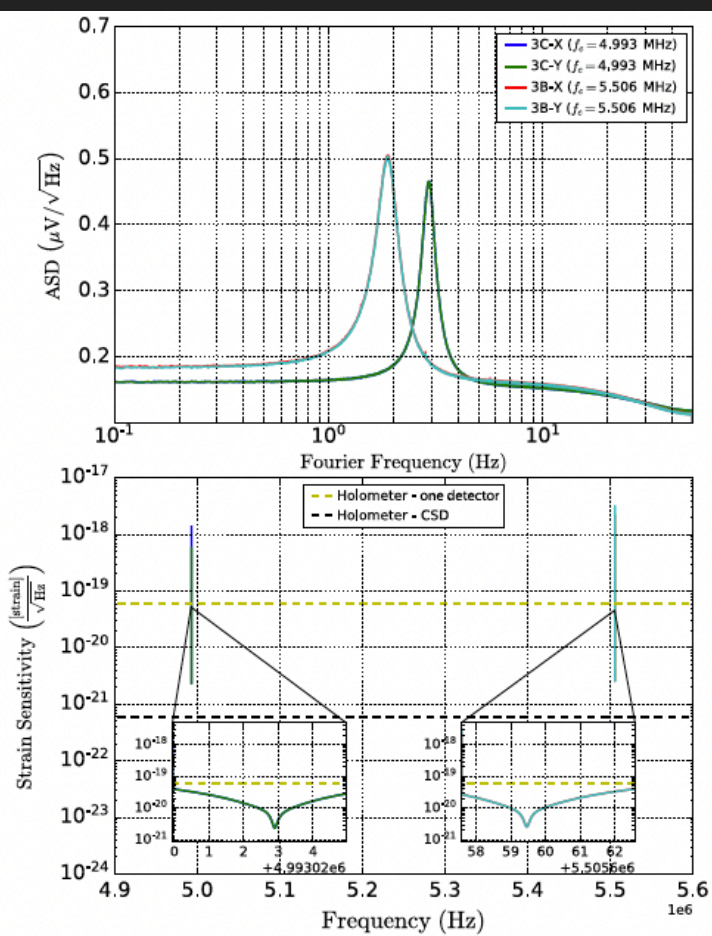 0.7
3C-X (f_c = 4.993 MHz)
3C-Y (f_c = 4.993 MHz)
3B-X (f_c = 5.506 MHz)
3B-Y (f_c = 5.506 MHz)
0.6
0.5
0.4
0.3
0.2
ASD (μV/√Hz)
10⁻¹ 10⁰ 10¹
Fourier Frequency (Hz)
10⁻¹⁷
Holometer - one detector
Holometer - CSD
10⁻¹⁸
10⁻¹⁹
10⁻²⁰
10⁻²¹
10⁻²²
10⁻²³
10⁻²⁴
Strain Sensitivity (|strain|/√Hz)
10⁻¹⁸
10⁻¹⁹
10⁻²⁰
10⁻²¹
0 1 2 3 4
+4.99302e6
10⁻¹⁸
10⁻¹⁹
10⁻²⁰
10⁻²¹
58 59 60 61 62
+5.5056e6
4.9 5.0 5.1 5.2 5.3 5.4 5.5 5.6
1e6
Frequency (Hz)